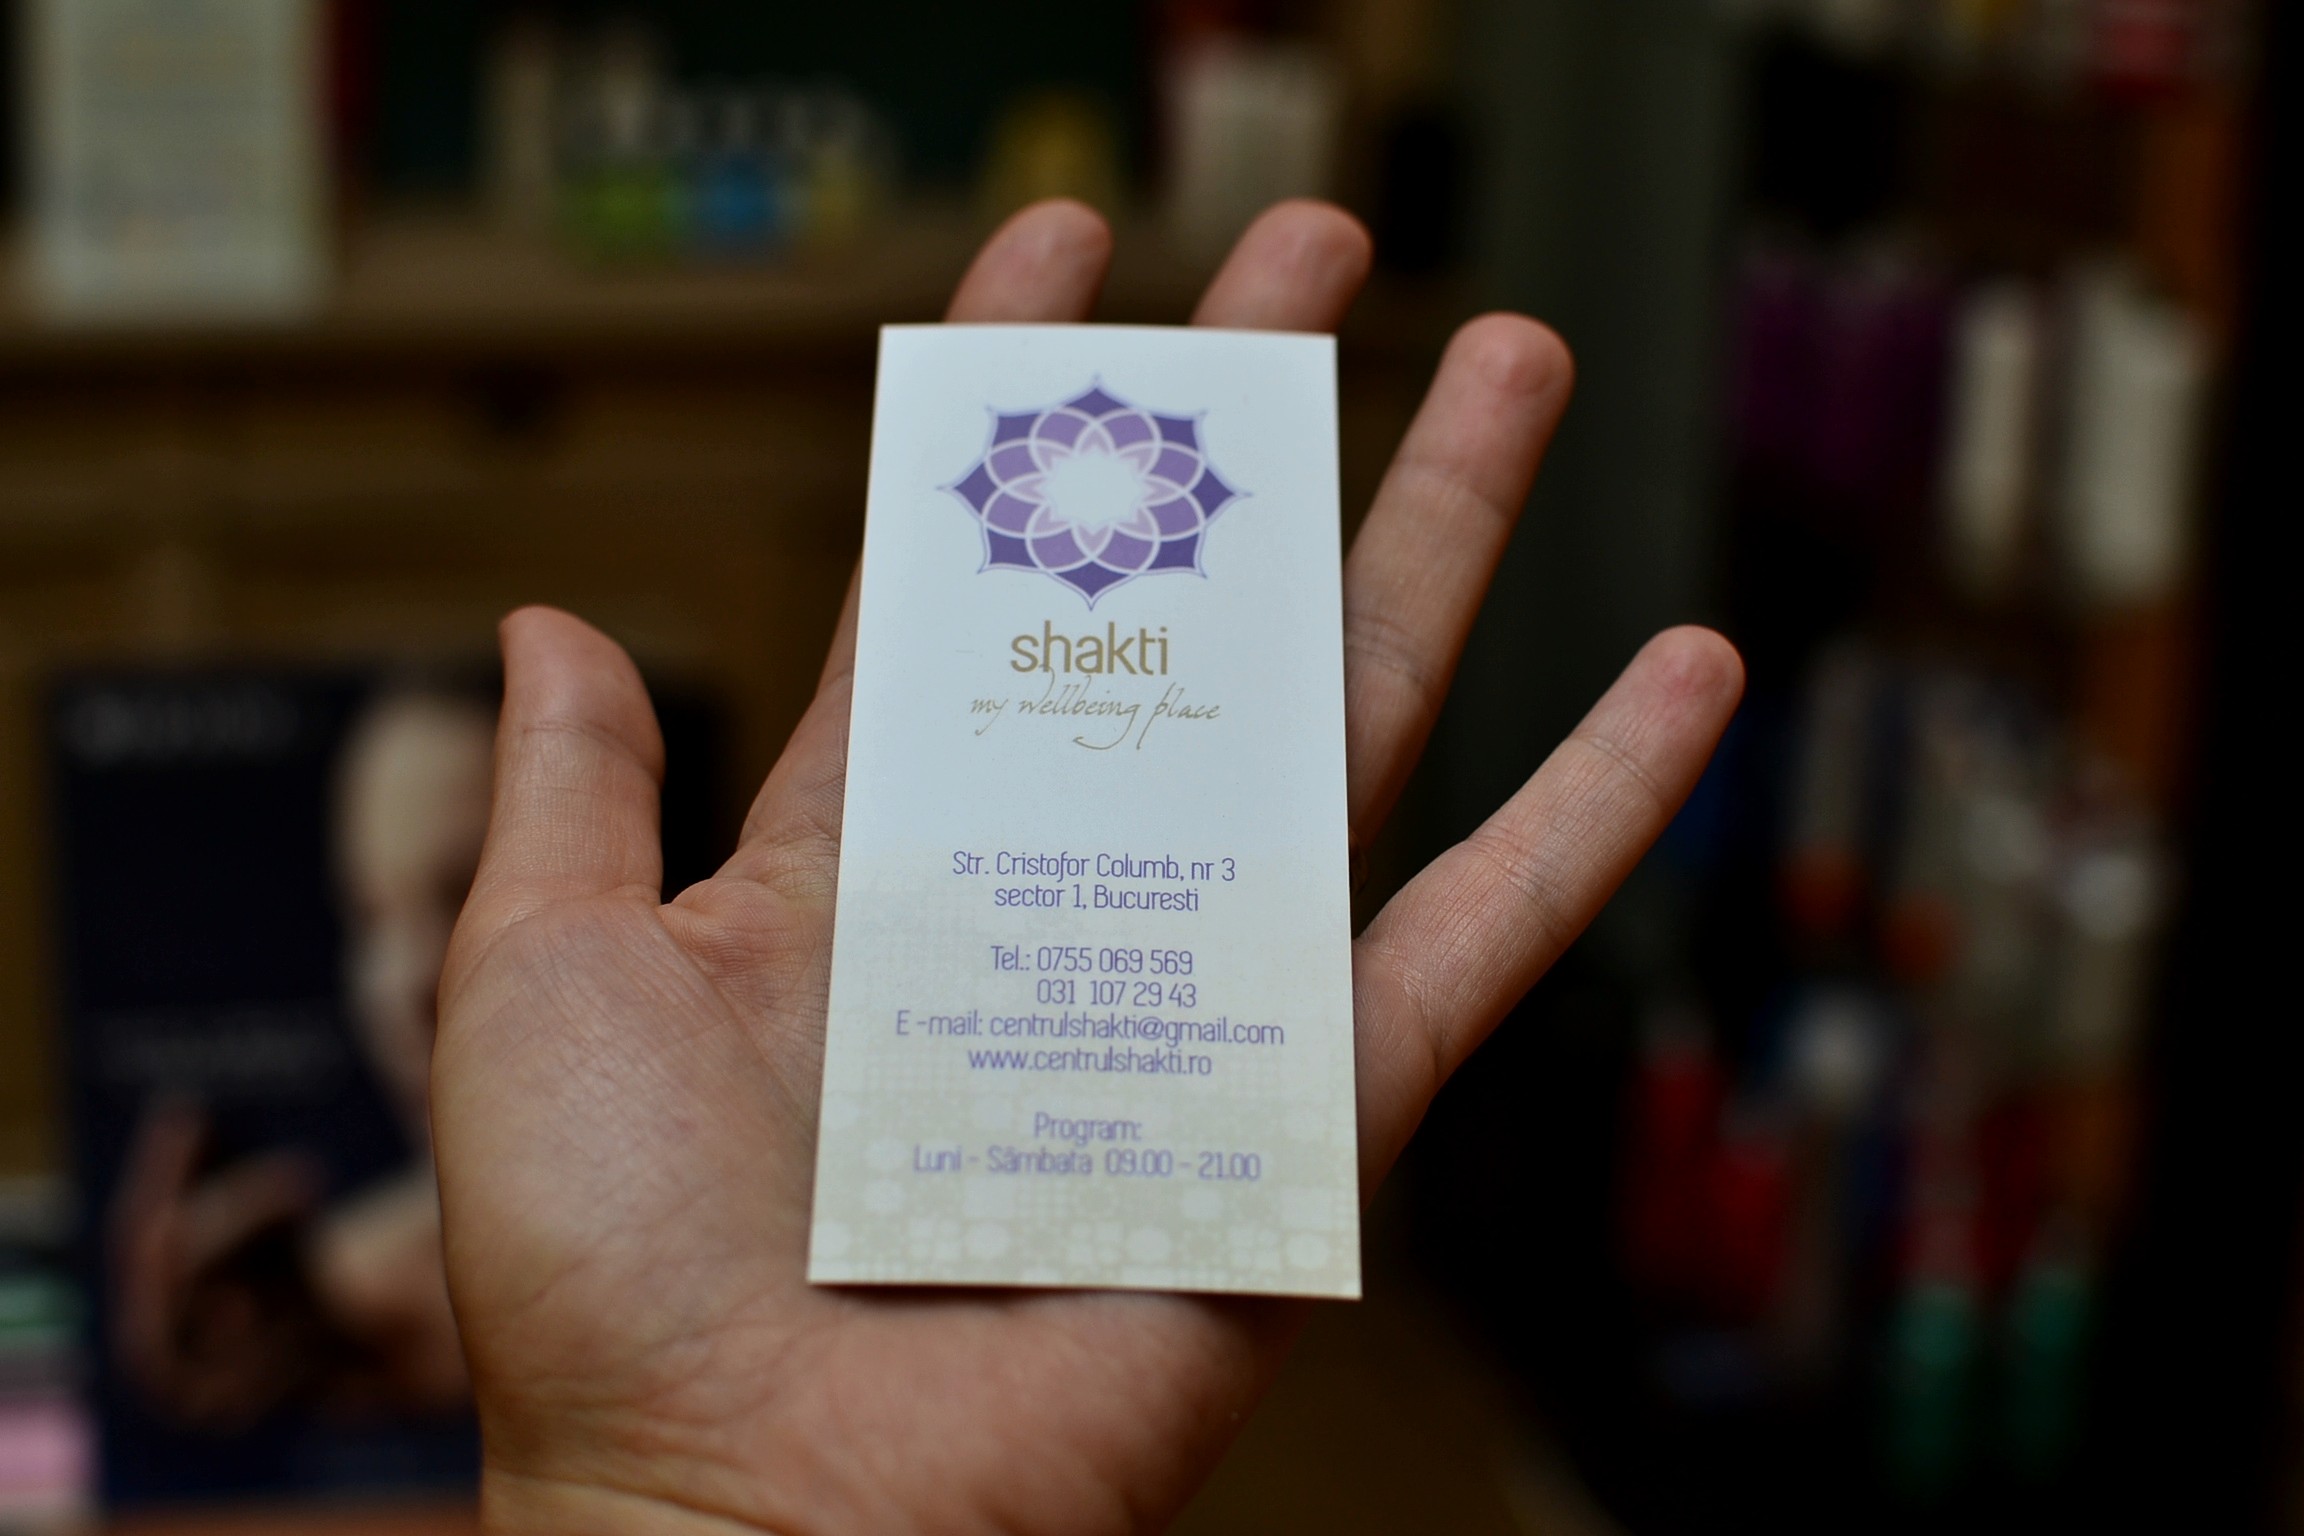 shakti
my wellbeing place
Str. Cristofor Columb, nr 3
sector 1, Bucuresti
Tel.: 0755 069 569
031 107 29 43
E-mail: centrulshakti@gmail.com
www.centrulshakti.ro
Program:
Luni - Sâmbata 09.00 - 21.00